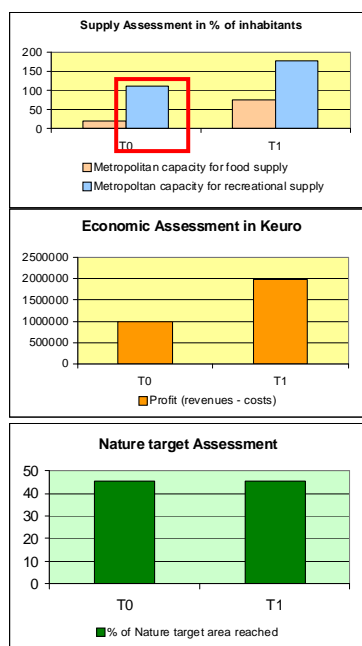 Supply Assessment in % of inhabitants
200
150
100
50
0
T0 T1
Metropolitan capacity for food supply
Metropoltan capacity for recreational supply
Economic Assessment in Keuro
2500000
2000000
1500000
1000000
500000
0
T0 T1
Profit (revenues - costs)
Nature target Assessment
50
40
30
20
10
0
T0 T1
% of Nature target area reached